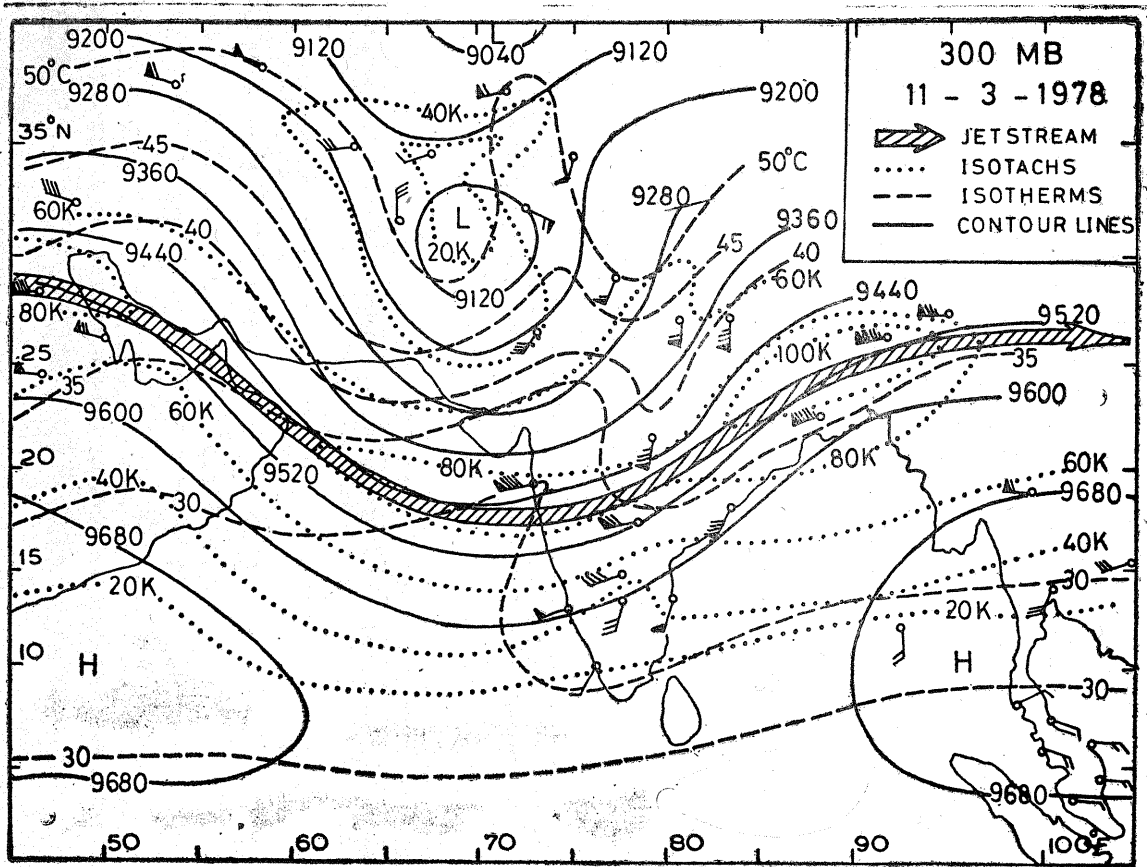 9200
9120
9040
9120
300 MB
11 - 3 - 1978
JETSTREAM
ISOTACHS
ISOTHERMS
CONTOUR LINES
50°C
9280
40K
9200
35°N
45
9360
50°C
60K
40
L
9280
9360
20K
45
40
9440
60K
9120
9440
80K
9520
25
100K
35
35
9600
60K
9600
20
80K
80K
9520
60K
40K
30
9680
9680
40K
15
20K
30
20K
10
H
H
30
30
9680
9680
50
60
70
80
90
100°E